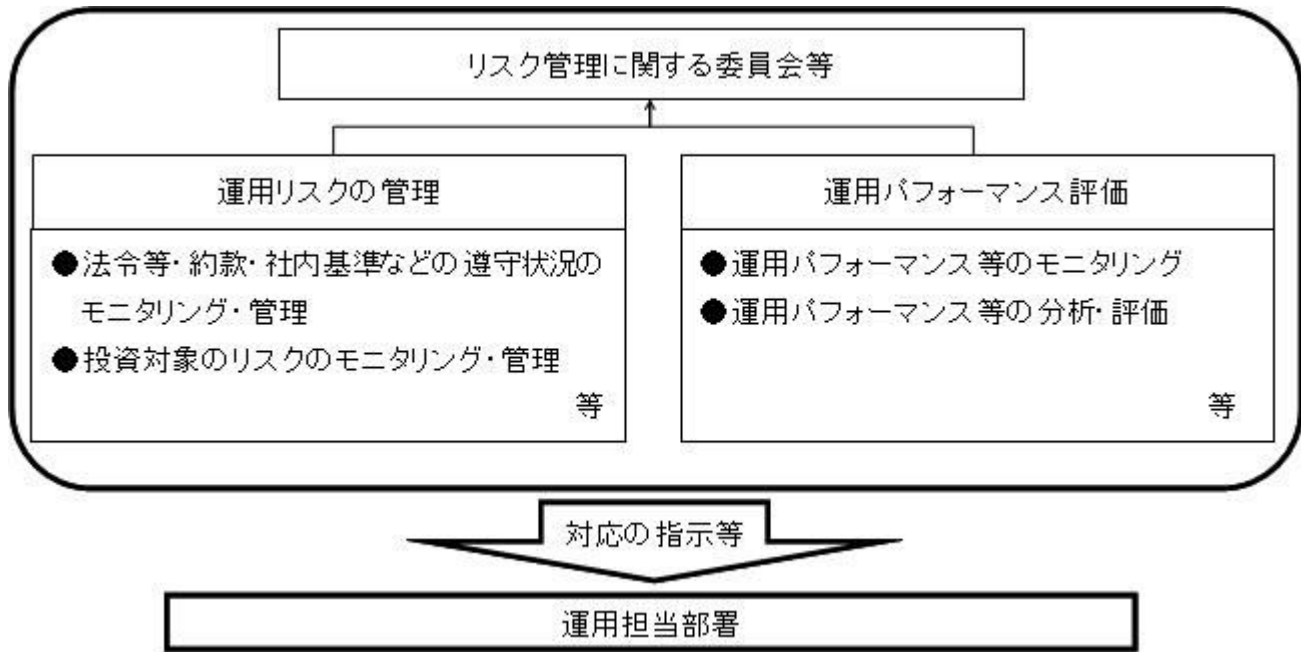 リスク管理に関する委員会等
運用リスクの管理
●法令等・約款・社内基準などの遵守状況の
モニタリング・管理
●投資対象のリスクのモニタリング・管理
等
運用パフォーマンス評価
●運用パフォーマンス等のモニタリング
●運用パフォーマンス等の分析・評価
等
対応の指示等
運用担当部署